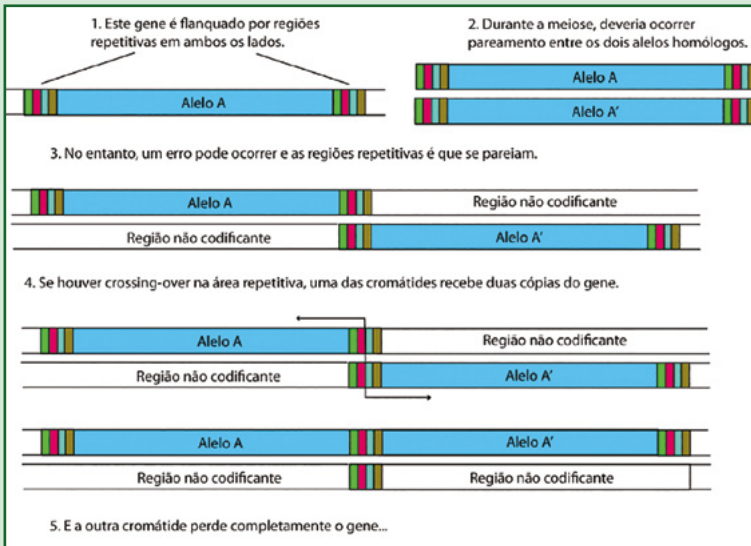 1. Este gene é flanquado por regiões
repetitivas em ambos os lados.
2. Durante a meiose, deveria ocorrer
pareamento entre os dois alelos homólogos.
Alelo A
Alelo A
Alelo A'
3. No entanto, um erro pode ocorrer e as regiões repetitivas é que se pareiam.
Alelo A Região não codificante
Região não codificante Alelo A'
4. Se houver crossing-over na área repetitiva, uma das cromátides recebe duas cópias do gene.
Alelo A Região não codificante
Região não codificante Alelo A'
Alelo A Alelo A'
Região não codificante Região não codificante
5. E a outra cromátide perde completamente o gene...